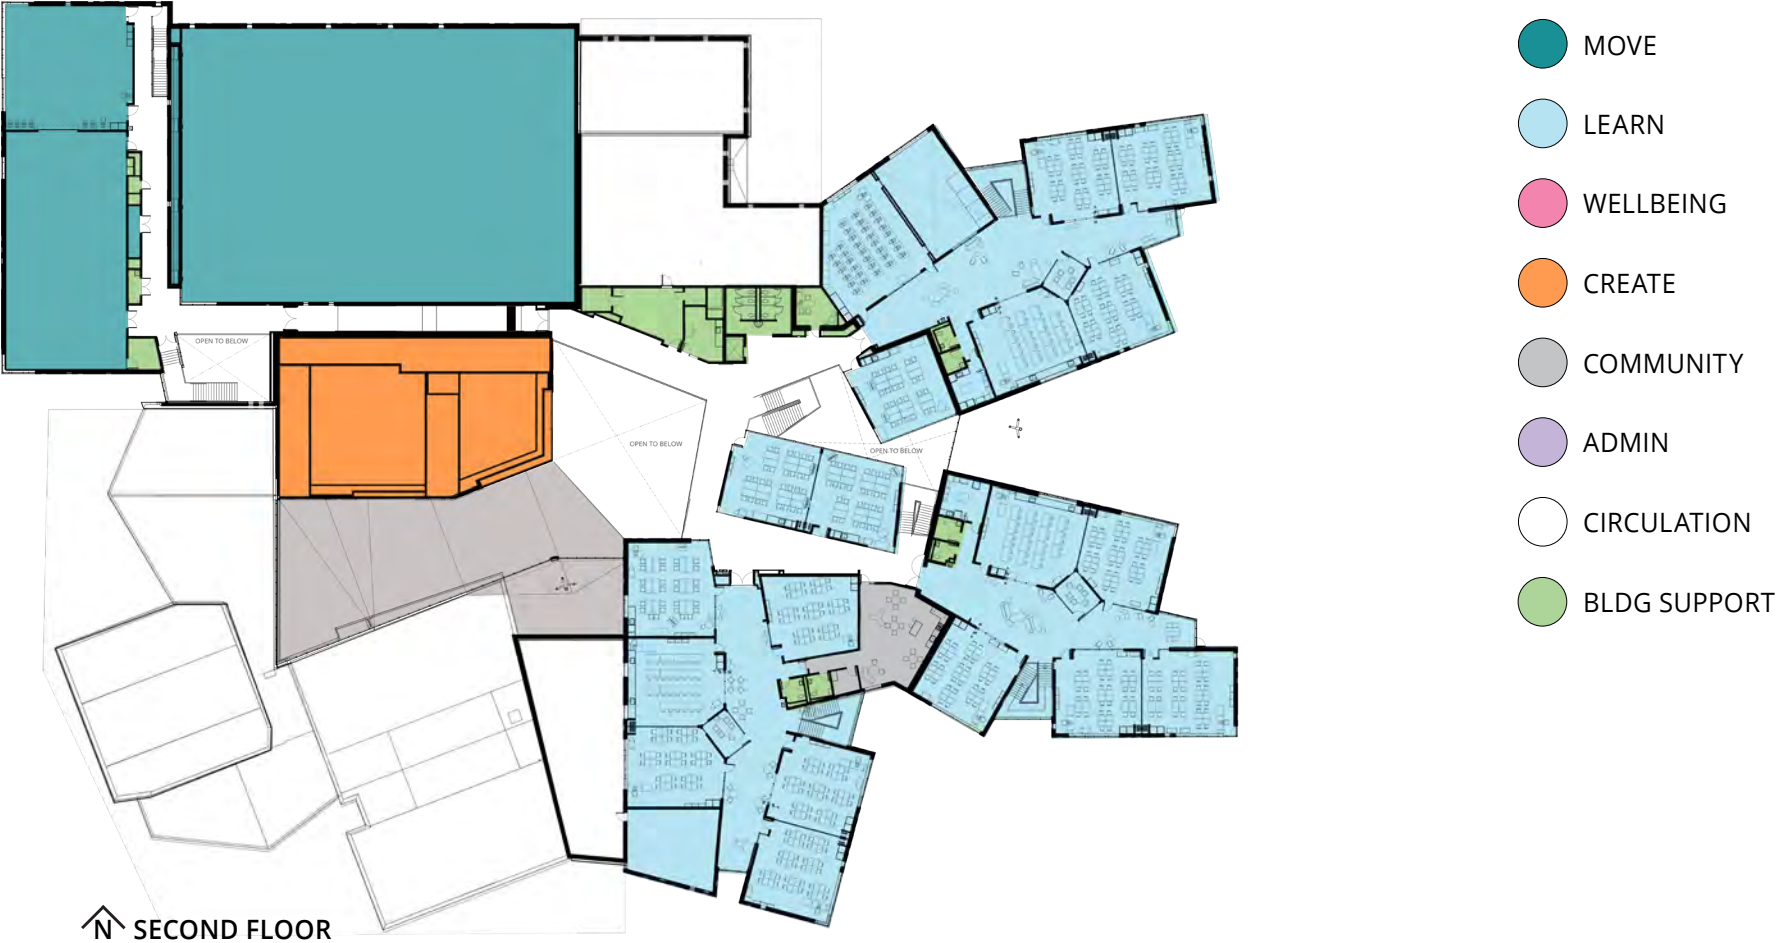 MOVE
LEARN
WELLBEING
CREATE
COMMUNITY
ADMIN
CIRCULATION
BLDG SUPPORT
OPEN TO BELOW
OPEN TO BELOW
OPEN TO BELOW
N SECOND FLOOR